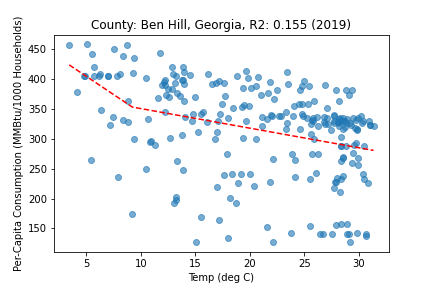 County: Ben Hill, Georgia, R2: 0.155 (2019)
Per-Capita Consumption (MMBtu/1000 Households)
450
400
350
300
250
200
150
5 10 15 20 25 30
Temp (deg C)